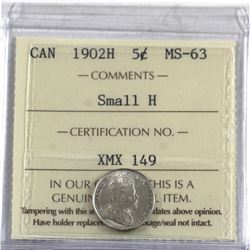 CAN 1902H 5¢ MS-63
COMMENTS
Small H
CERTIFICATION NO.
XMX 149
IN OUR THIS IS A
GENUINE ITEM.
Tampering with this dates above opinion.
Have holder replaced /seal not intact.